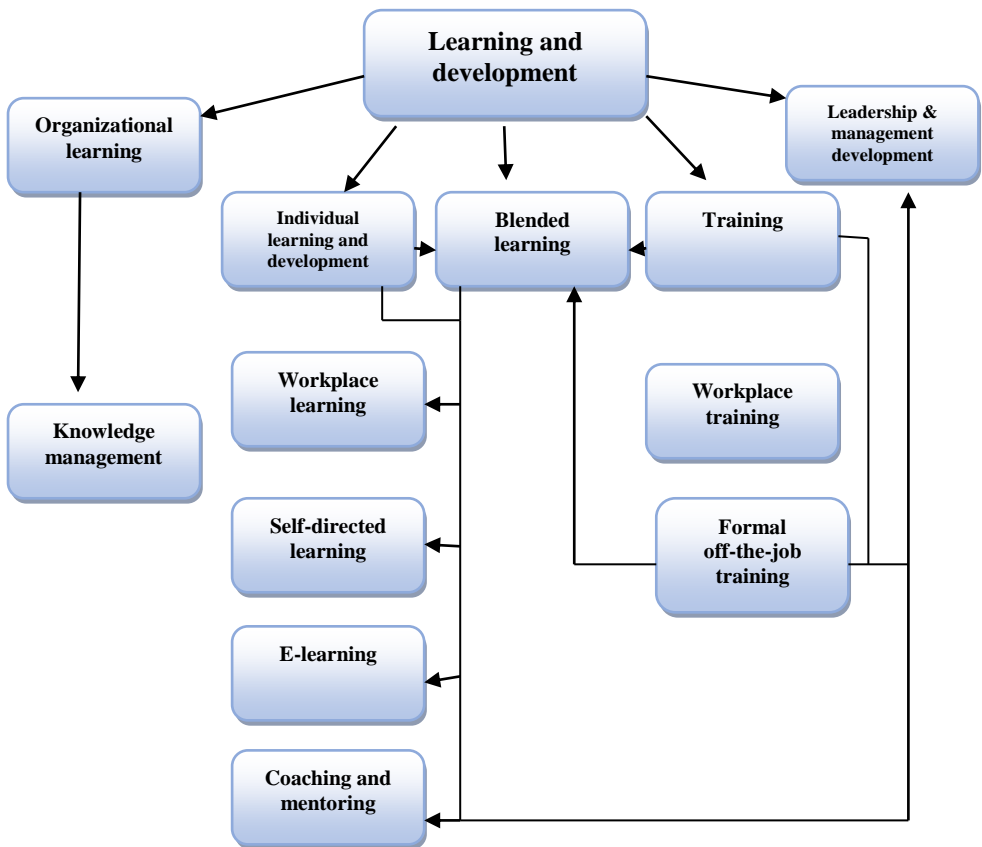 Learning and
development
Organizational
learning
Leadership &
management
development
Individual
learning and
development
Blended
learning
Training
Workplace
learning
Workplace
training
Knowledge
management
Self-directed
learning
Formal
off-the-job
training
E-learning
Coaching and
mentoring